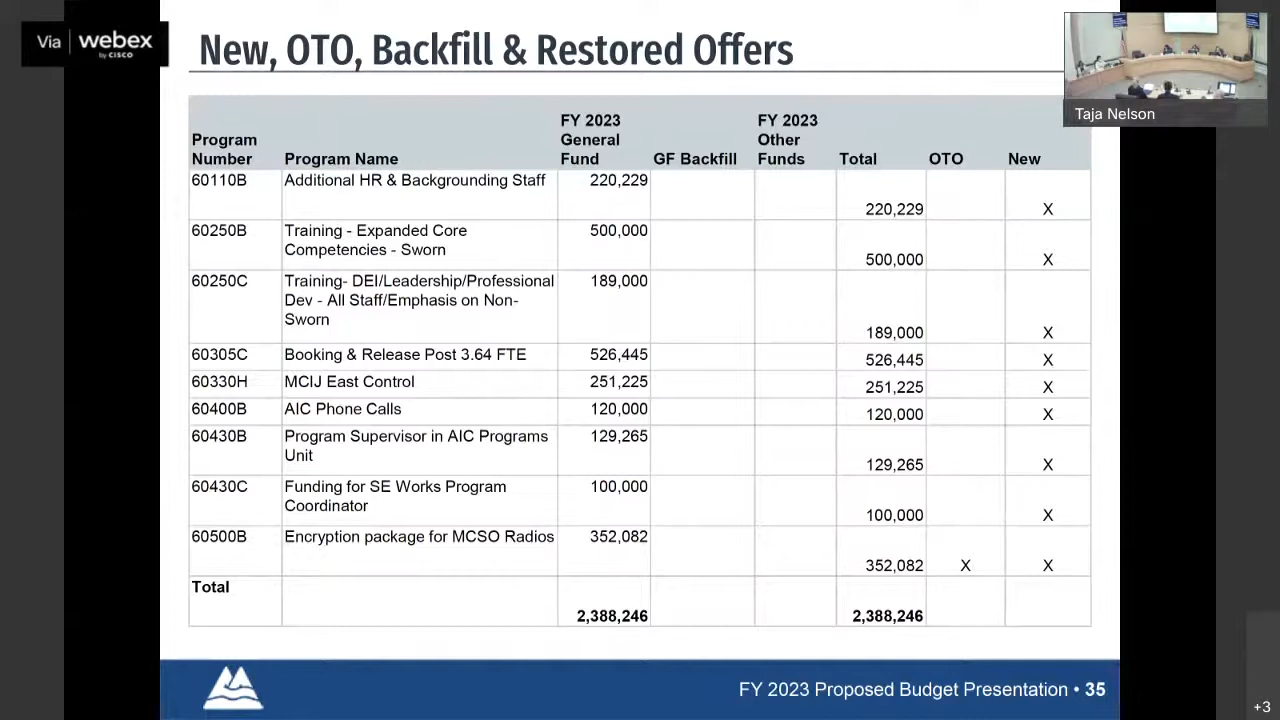 Via webex
by CISCO
New, OTO, Backfill & Restored Offers
Taja Nelson
Program Number Program Name FY 2023 General Fund GF Backfill FY 2023 Other Funds Total OTO New
60110B Additional HR & Backgrounding Staff 220,229 220,229 X
60250B Training - Expanded Core Competencies - Sworn 500,000 500,000 X
60250C Training- DEI/Leadership/Professional Dev - All Staff/Emphasis on Non-Sworn 189,000 189,000 X
60305C Booking & Release Post 3.64 FTE 526,445 526,445 X
60330H MCIJ East Control 251,225 251,225 X
60400B AIC Phone Calls 120,000 120,000 X
60430B Program Supervisor in AIC Programs Unit 129,265 129,265 X
60430C Funding for SE Works Program Coordinator 100,000 100,000 X
60500B Encryption package for MCSO Radios 352,082 352,082 X X
Total 2,388,246 2,388,246
FY 2023 Proposed Budget Presentation • 35
+3